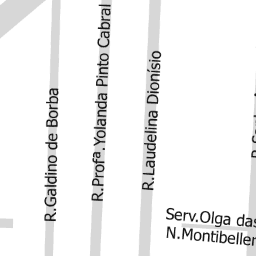 R.Galdino de Borba
R.Profa.Yolanda Pinto Cabral
R.Laudelina Dionísio
Serv.Olga das
N.Montibeller